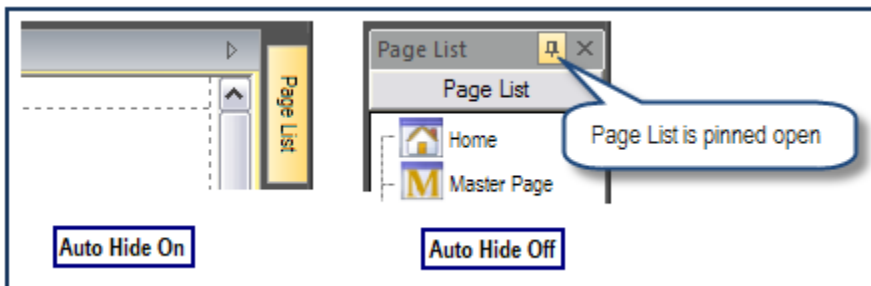 Page List
Page List
Page List
Home
M Master Page
Page List is pinned open
Auto Hide On
Auto Hide Off